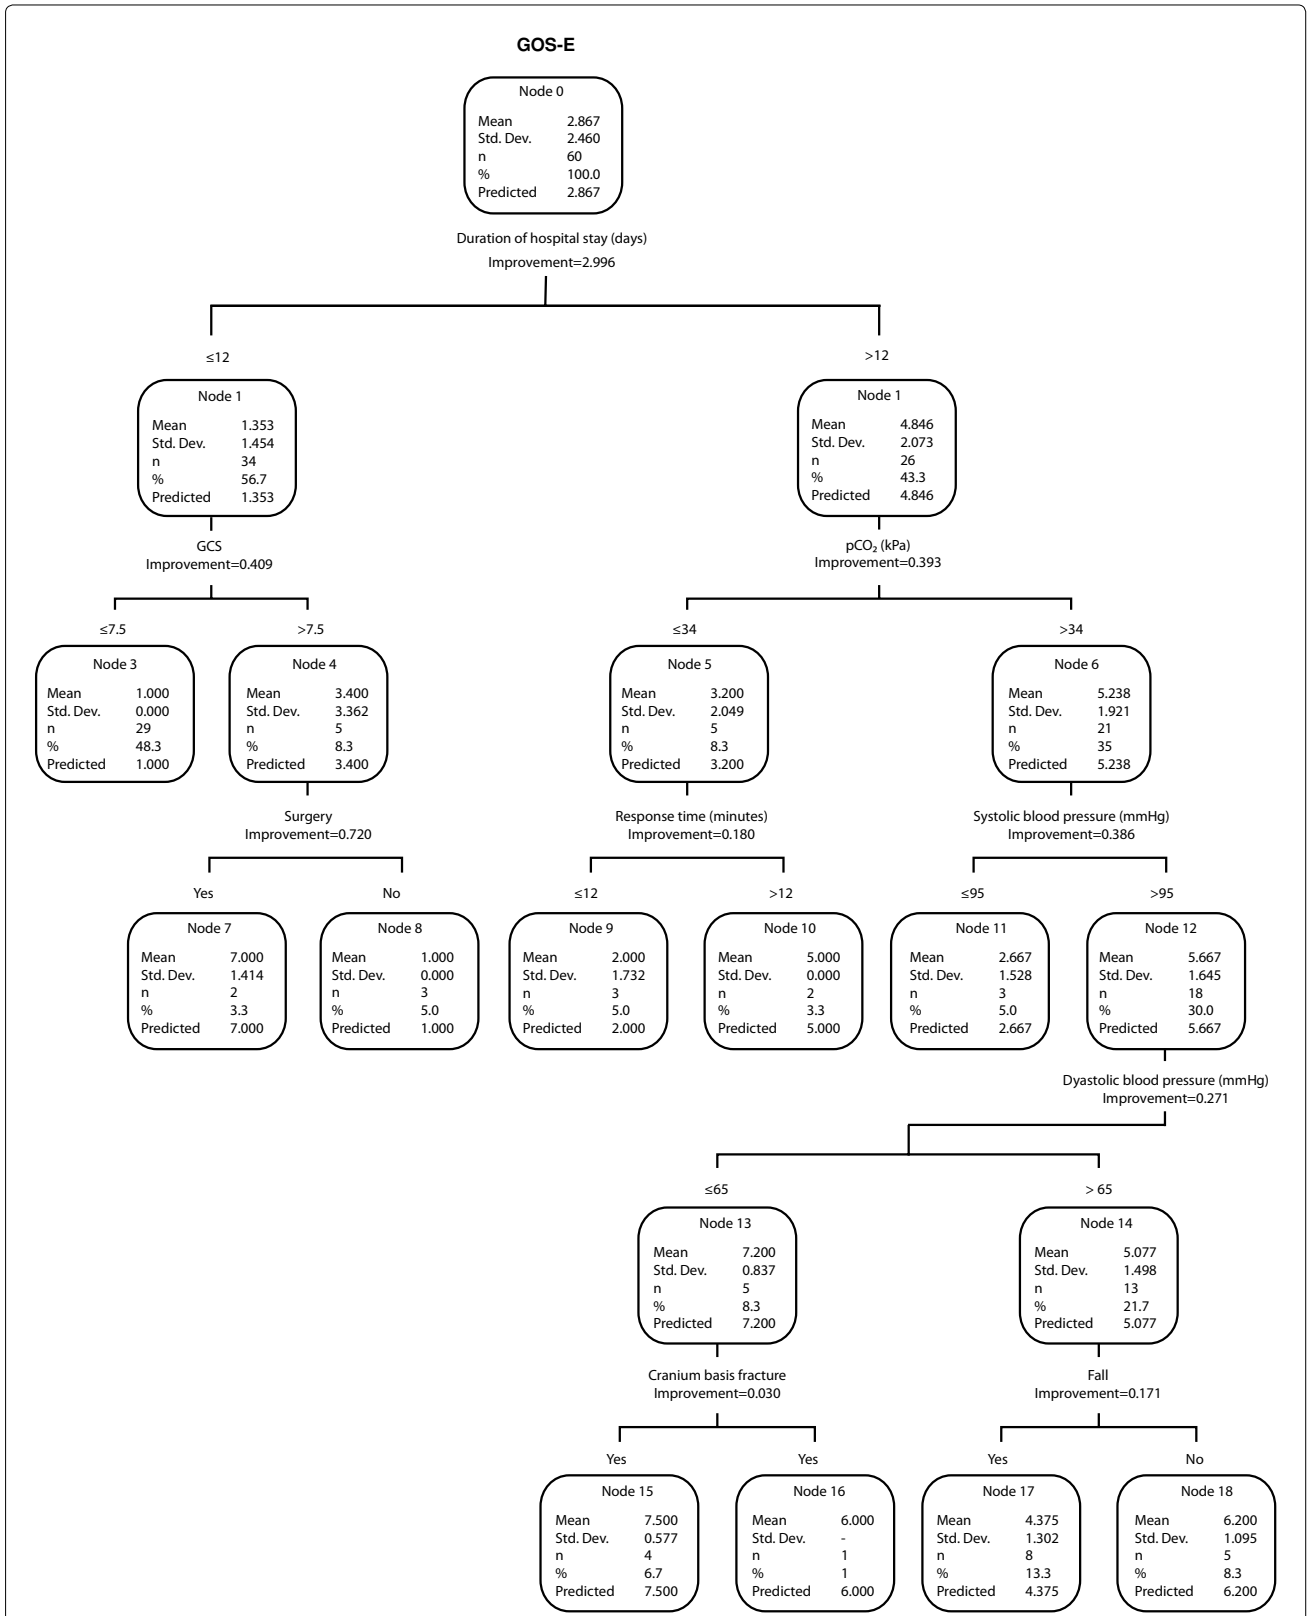 GOS-E
Node 0
Mean 2.867
Std. Dev. 2.460
n 60
% 100.0
Predicted 2.867
Duration of hospital stay (days)
Improvement=2.996
≤12
>12
Node 1
Mean 1.353
Std. Dev. 1.454
n 34
% 56.7
Predicted 1.353
Node 1
Mean 4.846
Std. Dev. 2.073
n 26
% 43.3
Predicted 4.846
GCS
Improvement=0.409
pCO₂ (kPa)
Improvement=0.393
≤7.5
>7.5
≤34
>34
Node 3
Mean 1.000
Std. Dev. 0.000
n 29
% 48.3
Predicted 1.000
Node 4
Mean 3.400
Std. Dev. 3.362
n 5
% 8.3
Predicted 3.400
Node 5
Mean 3.200
Std. Dev. 2.049
n 5
% 8.3
Predicted 3.200
Node 6
Mean 5.238
Std. Dev. 1.921
n 21
% 35
Predicted 5.238
Surgery
Improvement=0.720
Response time (minutes)
Improvement=0.180
Systolic blood pressure (mmHg)
Improvement=0.386
Yes
No
≤12
>12
≤95
>95
Node 7
Mean 7.000
Std. Dev. 1.414
n 2
% 3.3
Predicted 7.000
Node 8
Mean 1.000
Std. Dev. 0.000
n 3
% 5.0
Predicted 1.000
Node 9
Mean 2.000
Std. Dev. 1.732
n 3
% 5.0
Predicted 2.000
Node 10
Mean 5.000
Std. Dev. 0.000
n 2
% 3.3
Predicted 5.000
Node 11
Mean 2.667
Std. Dev. 1.528
n 3
% 5.0
Predicted 2.667
Node 12
Mean 5.667
Std. Dev. 1.645
n 18
% 30.0
Predicted 5.667
Dyastolic blood pressure (mmHg)
Improvement=0.271
≤65
> 65
Node 13
Mean 7.200
Std. Dev. 0.837
n 5
% 8.3
Predicted 7.200
Node 14
Mean 5.077
Std. Dev. 1.498
n 13
% 21.7
Predicted 5.077
Cranium basis fracture
Improvement=0.030
Fall
Improvement=0.171
Yes
Yes
Yes
No
Node 15
Mean 7.500
Std. Dev. 0.577
n 4
% 6.7
Predicted 7.500
Node 16
Mean 6.000
Std. Dev. -
n 1
% 1
Predicted 6.000
Node 17
Mean 4.375
Std. Dev. 1.302
n 8
% 13.3
Predicted 4.375
Node 18
Mean 6.200
Std. Dev. 1.095
n 5
% 8.3
Predicted 6.200